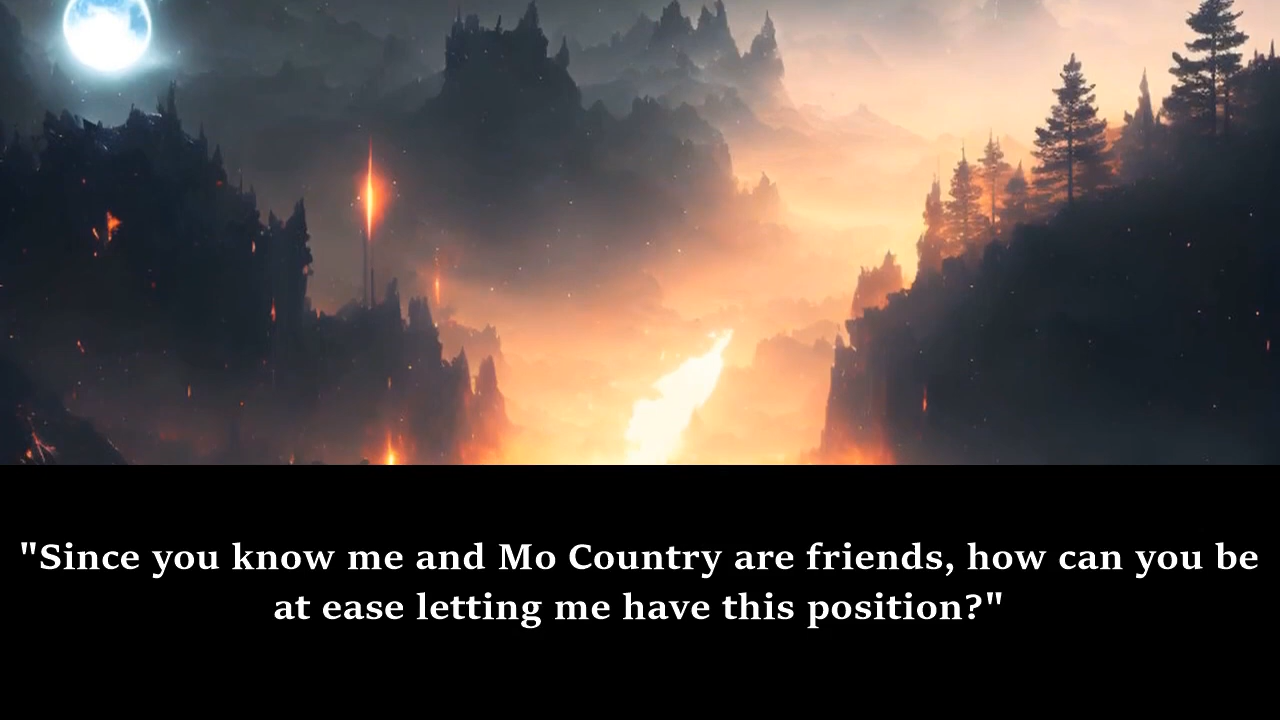 "Since you know me and Mo Country are friends, how can you be
at ease letting me have this position?"